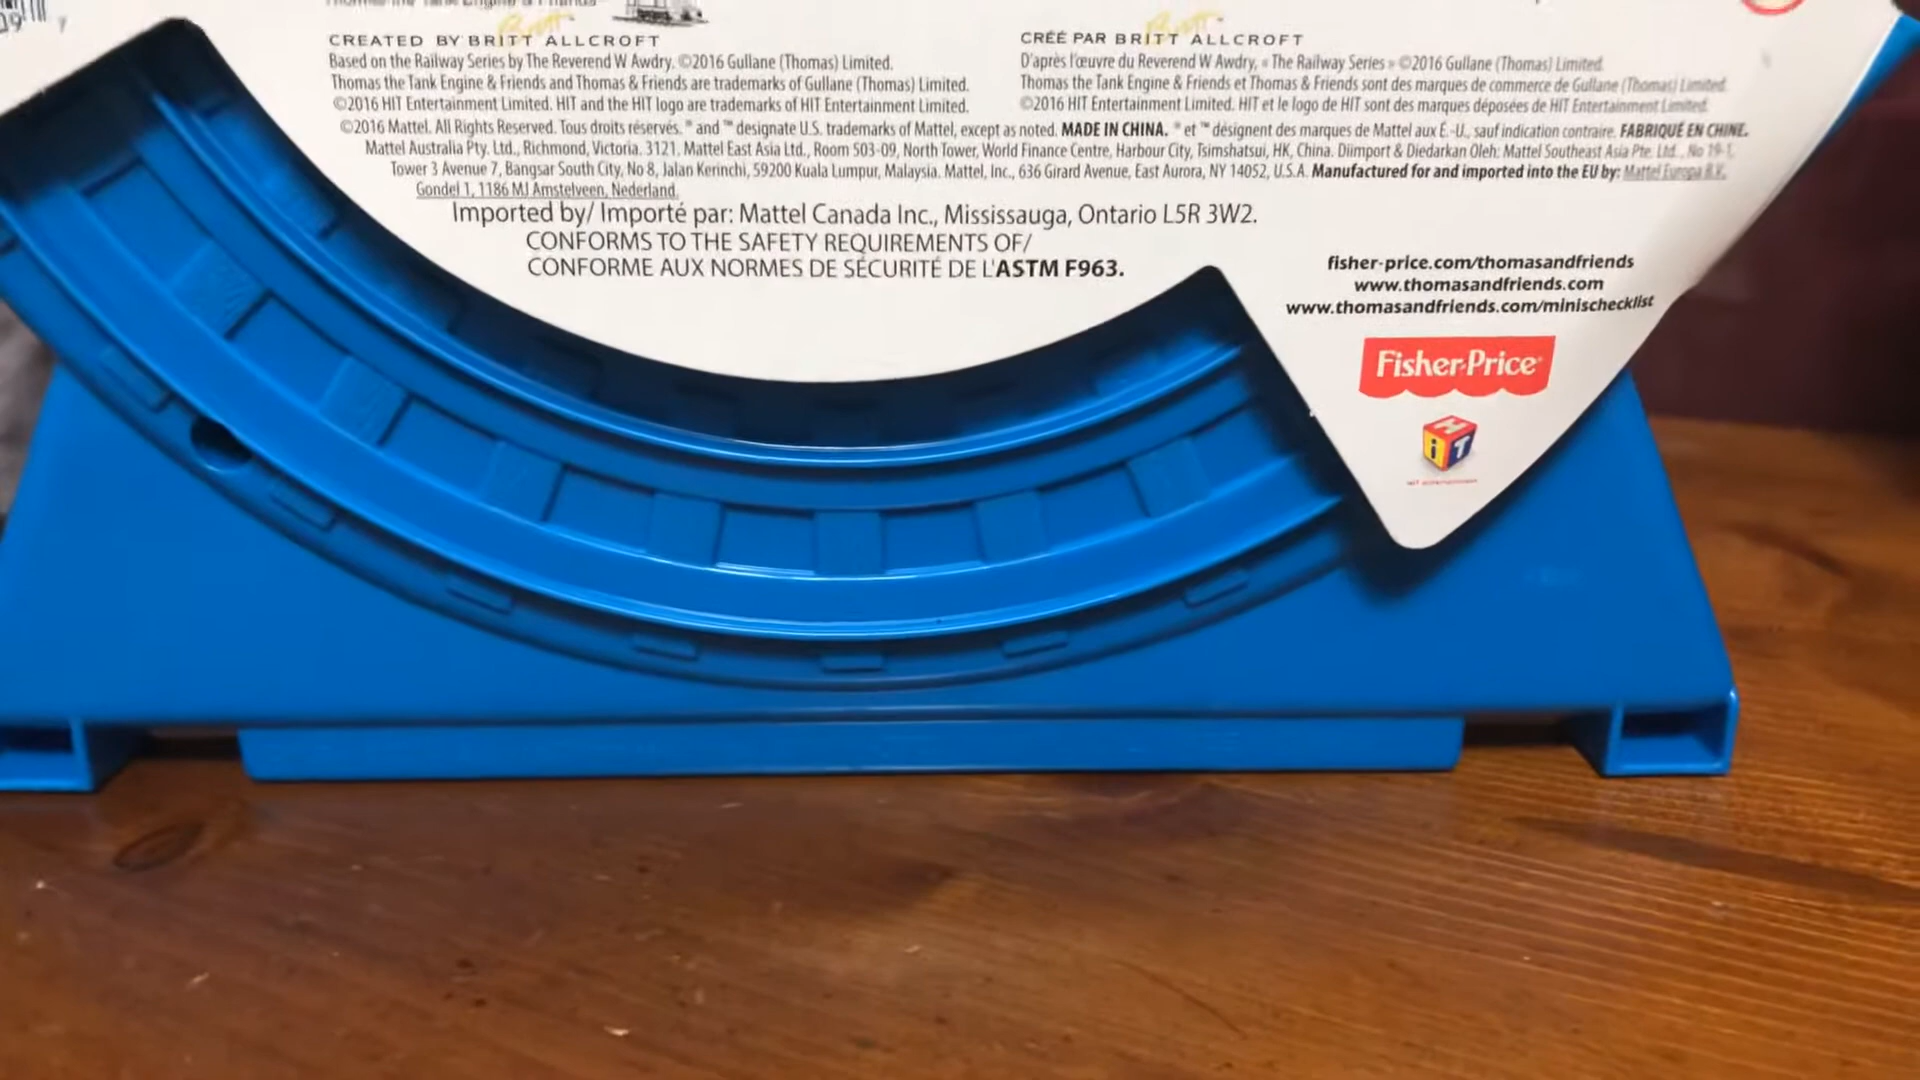 CREATED BY BRITT ALLCROFT
Based on the Railway Series by The Reverend W Awdry. ©2016 Gullane (Thomas) Limited.
Thomas the Tank Engine & Friends and Thomas & Friends are trademarks of Gullane (Thomas) Limited.
©2016 HIT Entertainment Limited. HIT and the HIT logo are trademarks of HIT Entertainment Limited.
CRÉÉ PAR BRITT ALLCROFT
D'après l'œuvre du Reverend W Awdry, « The Railway Series » ©2016 Gullane (Thomas) Limited.
Thomas the Tank Engine & Friends et Thomas & Friends sont des marques de commerce de Gullane (Thomas) Limited.
©2016 HIT Entertainment Limited. HIT et le logo de HIT sont des marques déposées de HIT Entertainment Limited.
©2016 Mattel. All Rights Reserved. Tous droits réservés. ® and ™ designate U.S. trademarks of Mattel, except as noted. MADE IN CHINA. ® et ™ désignent des marques de Mattel aux É.-U., sauf indication contraire. FABRIQUÉ EN CHINE.
Mattel Australia Pty. Ltd., Richmond, Victoria. 3121. Mattel East Asia Ltd., Room 503-09, North Tower, World Finance Centre, Harbour City, Tsimshatsui, HK, China. Diimport & Diedarkan Oleh: Mattel Southeast Asia Pte. Ltd., No 19-1,
Tower 3 Avenue 7, Bangsar South City, No 8, Jalan Kerinchi, 59200 Kuala Lumpur, Malaysia. Mattel, Inc., 636 Girard Avenue, East Aurora, NY 14052, U.S.A. Manufactured for and imported into the EU by: Mattel Europa B.V.
Gondel 1, 1186 MJ Amstelveen, Nederland.
Imported by/ Importé par: Mattel Canada Inc., Mississauga, Ontario L5R 3W2.
CONFORMS TO THE SAFETY REQUIREMENTS OF/
CONFORME AUX NORMES DE SÉCURITÉ DE L'ASTM F963.
fisher-price.com/thomasandfriends
www.thomasandfriends.com
www.thomasandfriends.com/minischecklist
Fisher-Price®
HiT